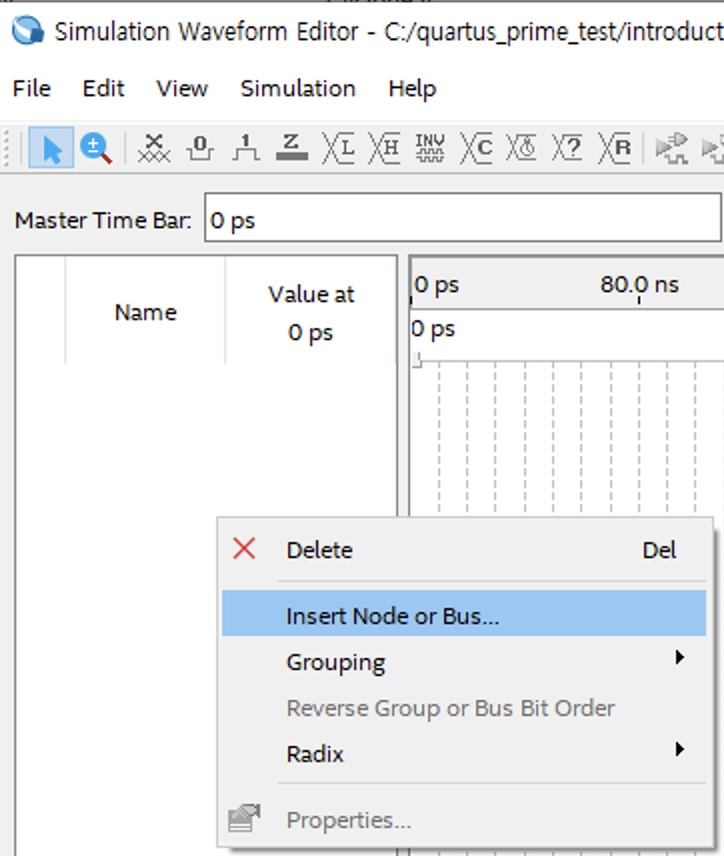 Simulation Waveform Editor - C:/quartus_prime_test/introduct
File Edit View Simulation Help
X 0 1 Z L H INV C ? R
Master Time Bar: 0 ps
Name
Value at
0 ps
0 ps 80.0 ns
0 ps
Delete Del
Insert Node or Bus...
Grouping
Reverse Group or Bus Bit Order
Radix
Properties...